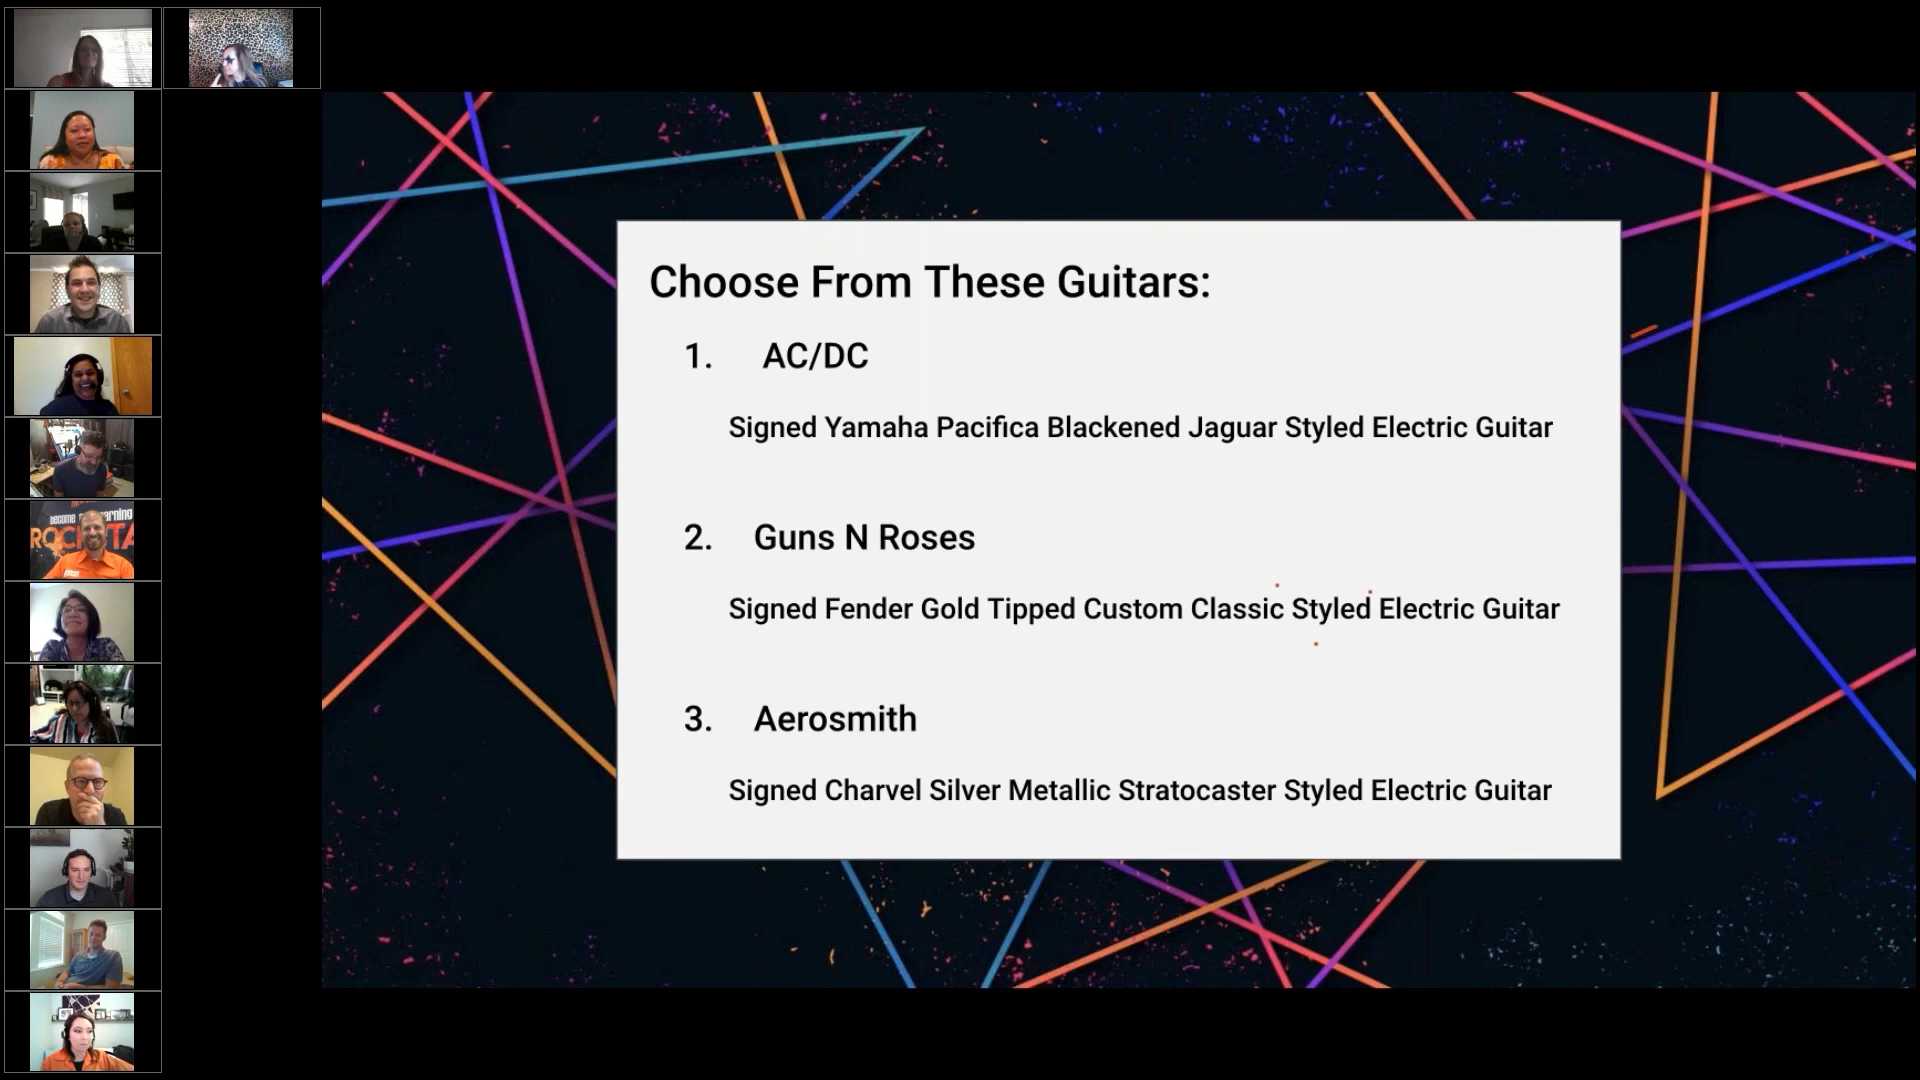 Choose From These Guitars:
1. AC/DC
Signed Yamaha Pacifica Blackened Jaguar Styled Electric Guitar
2. Guns N Roses
Signed Fender Gold Tipped Custom Classic Styled Electric Guitar
3. Aerosmith
Signed Charvel Silver Metallic Stratocaster Styled Electric Guitar
become